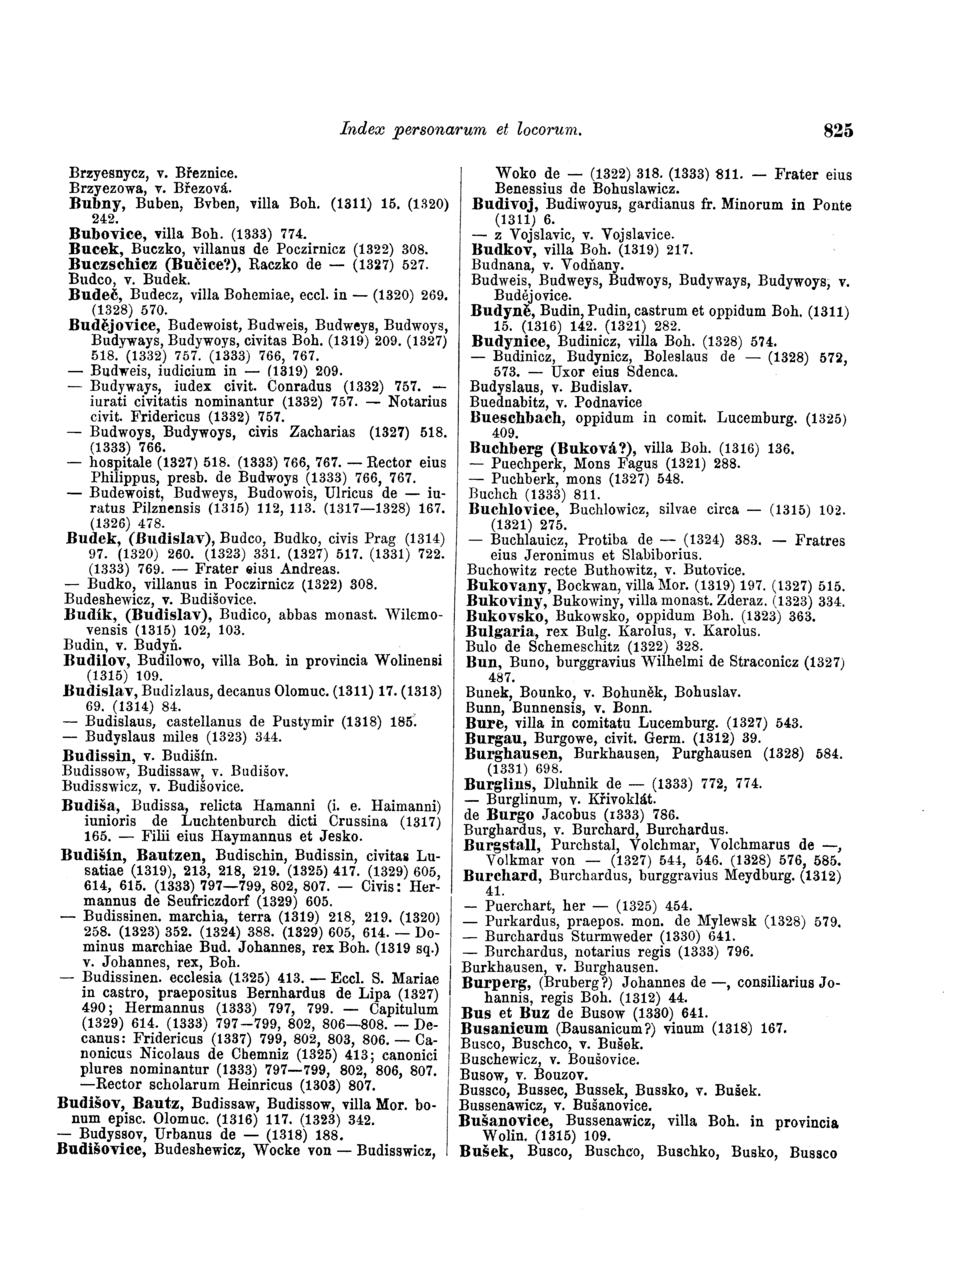 Index personarum et locorum.
825
Brzyesnycz, v. Březnice.
Brzyezowa, v. Březová.
Bubny, Buben, Bvben, villa Boh. (1311) 15. (1320)
242.
Bubovice, villa Boh. (1333) 774.
Bucek, Buczko, villanus de Poczirnicz (1322) 308.
Buczschicz (Bučice?), Raczko de — (1327) 527.
Budco, v. Budek.
Budeč, Budecz, villa Bohemiae, eccl. in — (1320) 269.
(1328) 570.
Budějovice, Budewoist, Budweis, Budweys, Budwoys,
Budyways, Budywoys, civitas Boh. (1319) 209. (1327)
518. (1332) 757. (1333) 766, 767.
— Budweis, iudicium in — (1319) 209.
— Budyways, iudex civit. Conradus (1332) 757. —
iurati civitatis nominantur (1332) 757. — Notarius
civit. Fridericus (1332) 757.
— Budwoys, Budywoys, civis Zacharias (1327) 518.
(1333) 766.
— hospitale (1327) 518. (1333) 766, 767. — Rector eius
Philippus, presb. de Budwoys (1333) 766, 767.
— Budewoist, Budweys, Budowois, Ulricus de — iu-
ratus Pilznensis (1315) 112, 113. (1317—1328) 167.
(1326) 478.
Budek, (Budislav), Budco, Budko, civis Prag (1314)
97. (1320) 260. (1323) 331. (1327) 517. (1331) 722.
(1333) 769. — Frater eius Andreas.
— Budko, villanus in Poczirnicz (1322) 308.
Budeshewicz, v. Budišovice.
Budík, (Budislav), Budico, abbas monast. Wilemo-
vensis (1315) 102, 103.
Budin, v. Budyň.
Budilov, Budilowo, villa Boh. in provincia Wolinensi
(1315) 109.
Budislav, Budizlaus, decanus Olomuc. (1311) 17. (1313)
69. (1314) 84.
— Budislaus, castellanus de Pustymir (1318) 185.
— Budyslaus miles (1323) 344.
Budissin, v. Budišín.
Budissow, Budissaw, v. Budišov.
Budisswicz, v. Budišovice.
Budiša, Budissa, relicta Hamanni (i. e. Haimanni)
iunioris de Luchtenburch dicti Crussina (1317)
165. — Filii eius Haymannus et Jesko.
Budišín, Bautzen, Budischin, Budissin, civitas Lu-
satiae (1319), 213, 218, 219. (1325) 417. (1329) 605,
614, 615. (1333) 797—799, 802, 807. — Civis: Her-
mannus de Seufriczdorf (1329) 605.
— Budissinen. marchia, terra (1319) 218, 219. (1320)
258. (1323) 352. (1324) 388. (1329) 605, 614. — Do-
minus marchiae Bud. Johannes, rex Boh. (1319 sq.)
v. Johannes, rex, Boh.
— Budissinen. ecclesia (1325) 413. — Eccl. S. Mariae
in castro, praepositus Bernhardus de Lipa (1327)
490; Hermannus (1333) 797, 799. — Capitulum
(1329) 614. (1333) 797—799, 802, 806—808. — De-
canus: Fridericus (1337) 799, 802, 803, 806. — Ca-
nonicus Nicolaus de Chemniz (1325) 413; canonici
plures nominantur (1333) 797—799, 802, 806, 807.
—Rector scholarum Heinricus (1303) 807.
Budišov, Bautz, Budissaw, Budissow, villa Mor. bo-
num episc. Olomuc. (1316) 117. (1323) 342.
— Budyssov, Urbanus de — (1318) 188.
Budišovice, Budeshewicz, Wocke von — Budisswicz,
Woko de — (1322) 318. (1333) 811. — Frater eius
Benessius de Bohuslawicz.
Budivoj, Budiwoyus, gardianus fr. Minorum in Ponte
(1311) 6.
— z Vojslavic, v. Vojslavice.
Budkov, villa Boh. (1319) 217.
Budnana, v. Vodňany.
Budweis, Budweys, Budwoys, Budyways, Budywoys, v.
Budějovice.
Budyně, Budin, Pudin, castrum et oppidum Boh. (1311)
15. (1316) 142. (1321) 282.
Budynice, Budinicz, villa Boh. (1328) 574.
— Budinicz, Budynicz, Boleslaus de — (1328) 572,
573. — Uxor eius Sdenca.
Budyslaus, v. Budislav.
Buednabitz, v. Podnavice
Bueschbach, oppidum in comit. Lucemburg. (1325)
409.
Buchberg (Buková?), villa Boh. (1316) 136.
— Puechperk, Mons Fagus (1321) 288.
— Puchberk, mons (1327) 548.
Buchch (1333) 811.
Buchlovice, Buchlowicz, silvae circa — (1315) 102.
(1321) 275.
— Buchlauicz, Protiba de — (1324) 383. — Fratres
eius Jeronimus et Slabiborius.
Buchowitz recte Buthowitz, v. Butovice.
Bukovany, Bockwan, villa Mor. (1319) 197. (1327) 515.
Bukoviny, Bukowiny, villa monast. Zderaz. (1323) 334.
Bukovsko, Bukowsko, oppidum Boh. (1323) 363.
Bulgaria, rex Bulg. Karolus, v. Karolus.
Bulo de Schemeschitz (1322) 328.
Bun, Buno, burggravius Wilhelmi de Straconicz (1327)
487.
Bunek, Bounko, v. Bohuněk, Bohuslav.
Bunn, Bunnensis, v. Bonn.
Bure, villa in comitatu Lucemburg. (1327) 543.
Burgau, Burgowe, civit. Germ. (1312) 39.
Burghausen, Burkhausen, Purghausen (1328) 584.
(1331) 698.
Burglins, Dluhnik de — (1333) 772, 774.
— Burglinum, v. Křivoklát.
de Burgo Jacobus (1333) 786.
Burghardus, v. Burchard, Burchardus.
Burgstall, Purchstal, Volchmar, Volchmarus de —,
Volkmar von — (1327) 544, 546. (1328) 576, 585.
Burchard, Burchardus, burggravius Meydburg. (1312)
41.
— Puerchart, her — (1325) 454.
— Purkardus, praepos. mon. de Mylewsk (1328) 579.
— Burchardus Sturmweder (1330) 641.
— Burchardus, notarius regis (1333) 796.
Burkhausen, v. Burghausen.
Burperg, (Bruberg?) Johannes de —, consiliarius Jo-
hannis, regis Boh. (1312) 44.
Bus et Buz de Busow (1330) 641.
Busanicum (Bausanicum?) vinum (1318) 167.
Busco, Buschco, v. Bušek.
Buschewicz, v. Boušovice.
Busow, v. Bouzov.
Bussco, Bussec, Bussek, Bussko, v. Bušek.
Bussenawicz, v. Bušanovice.
Bušanovice, Bussenawicz, villa Boh. in provincia
Wolin. (1315) 109.
Bušek, Busco, Buschco, Buschko, Busko, Bussco